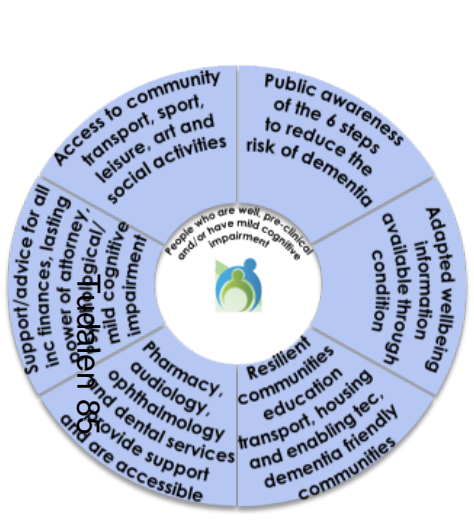 Public awareness
of the 6 steps
to reduce the
risk of dementia
Adapted wellbeing
information
available through
condition
Resilient
communities
education
transport, housing
and enabling tec,
dementia friendly
communities
Pharmacy,
audiology,
ophthalmology
and dental services
provide support
and are accessible
Support/advice for all
inc finances, lasting
power of attorney,
mild cognitive
impairment)
Access to community
transport, sport,
leisure, art and
social activities
People who are well, pre-clinical
and/or have mild cognitive
impairment
Tudalen 85